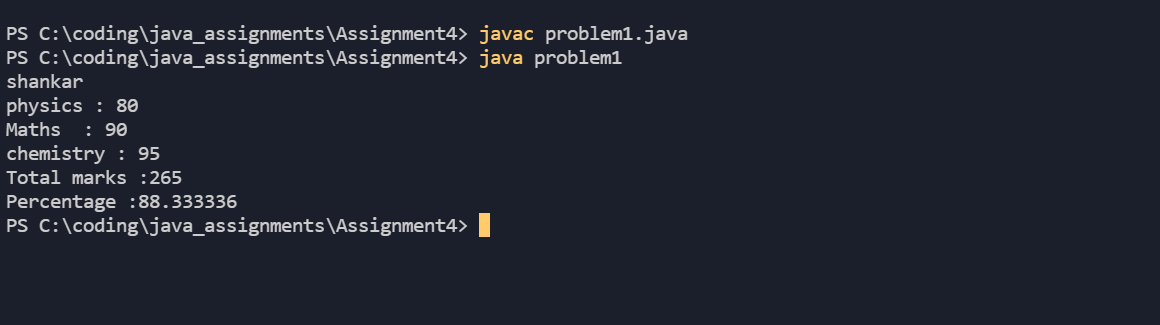 PS C:\coding\java_assignments\Assignment4> javac problem1.java
PS C:\coding\java_assignments\Assignment4> java problem1
shankar
physics : 80
Maths  : 90
chemistry : 95
Total marks :265
Percentage :88.333336
PS C:\coding\java_assignments\Assignment4>